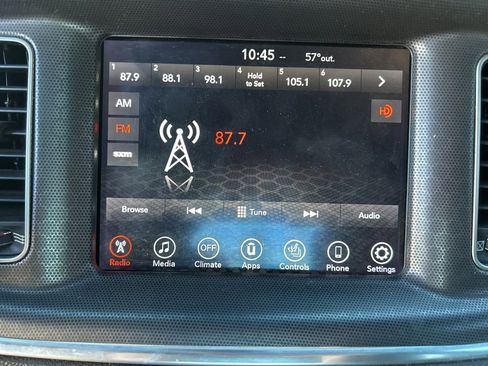 10:45 -- 57°out.
1 87.9 2 88.1 3 98.1 4 Hold to Set 5 105.1 6 107.9
AM
FM
sxm
HD
87.7
Browse Tune Audio
OFF
Radio Media Climate Apps Controls Phone Settings